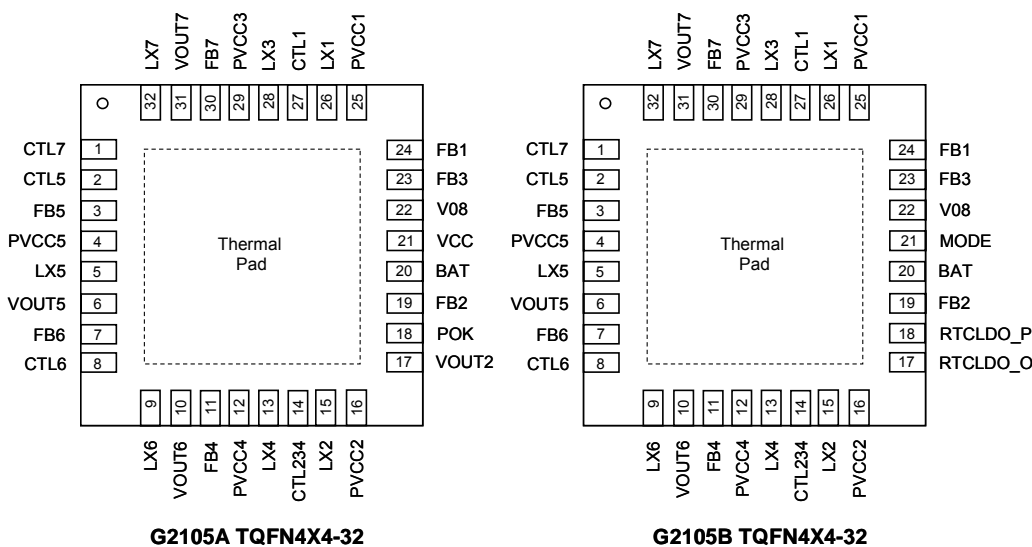 LX7 VOUT7 FB7 PVCC3 LX3 CTL1 LX1 PVCC1
32 31 30 29 28 27 26 25
CTL7 1
CTL5 2
FB5 3
PVCC5 4
LX5 5
VOUT5 6
FB6 7
CTL6 8
Thermal
Pad
24 FB1
23 FB3
22 V08
21 VCC
20 BAT
19 FB2
18 POK
17 VOUT2
9 10 11 12 13 14 15 16
LX6 VOUT6 FB4 PVCC4 LX4 CTL234 LX2 PVCC2
G2105A TQFN4X4-32
LX7 VOUT7 FB7 PVCC3 LX3 CTL1 LX1 PVCC1
32 31 30 29 28 27 26 25
CTL7 1
CTL5 2
FB5 3
PVCC5 4
LX5 5
VOUT5 6
FB6 7
CTL6 8
Thermal
Pad
24 FB1
23 FB3
22 V08
21 MODE
20 BAT
19 FB2
18 RTCLDO_P
17 RTCLDO_O
9 10 11 12 13 14 15 16
LX6 VOUT6 FB4 PVCC4 LX4 CTL234 LX2 PVCC2
G2105B TQFN4X4-32